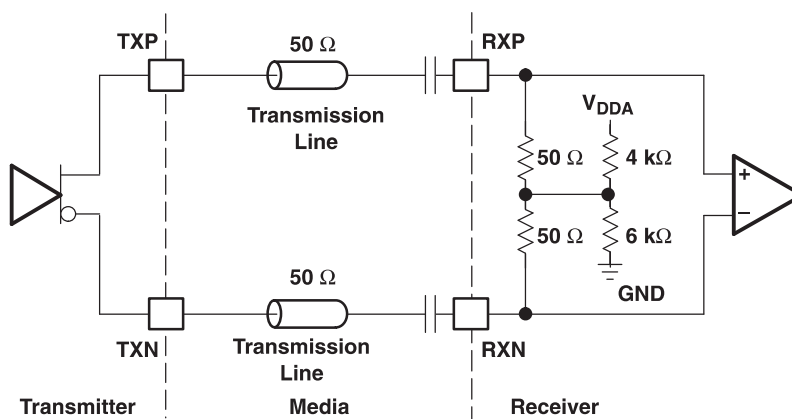 TXP
50 Ω
RXP
Transmission
Line
V_DDA
50 Ω
4 kΩ
+
−
50 Ω
6 kΩ
GND
50 Ω
TXN
Transmission
Line
RXN
Transmitter
Media
Receiver